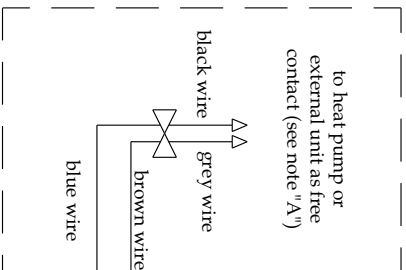 to heat pump or
external unit as free
contact (see note "A")
black wire
grey wire
brown wire
blue wire